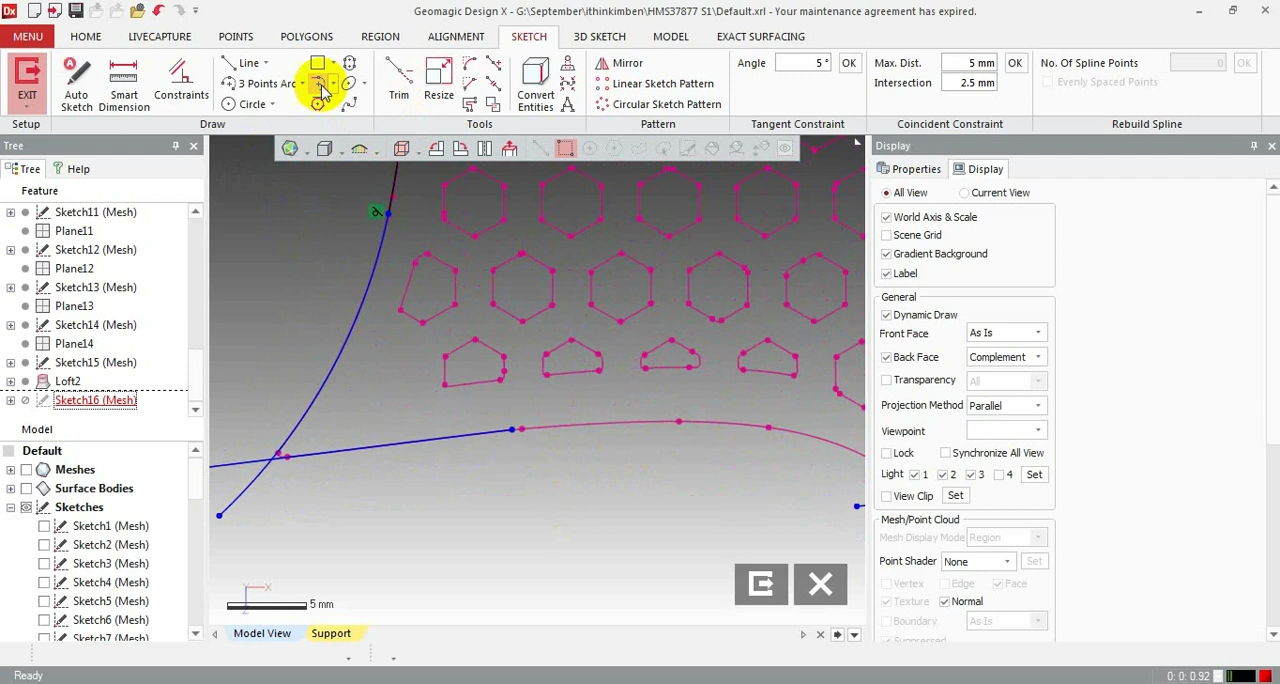 Dx
Geomagic Design X - G:\September\ithinkimben\HMS37877 S1\Default.xrl - Your maintenance agreement has expired.
MENU HOME LIVECAPTURE POINTS POLYGONS REGION ALIGNMENT SKETCH 3D SKETCH MODEL EXACT SURFACING
EXIT
Auto Sketch
Smart Dimension
Constraints
Line
3 Points Arc
Circle
Trim
Resize
Convert Entities
Mirror
Linear Sketch Pattern
Circular Sketch Pattern
Angle 5 ° OK
Max. Dist. 5 mm OK
Intersection 2.5 mm
No. Of Spline Points 0 OK
Evenly Spaced Points
Setup Draw Tools Pattern Tangent Constraint Coincident Constraint Rebuild Spline
Tree
Tree Help
Feature
Sketch11 (Mesh)
Plane11
Sketch12 (Mesh)
Plane12
Sketch13 (Mesh)
Plane13
Sketch14 (Mesh)
Plane14
Sketch15 (Mesh)
Loft2
Sketch16 (Mesh)
Model
Default
Meshes
Surface Bodies
Sketches
Sketch1 (Mesh)
Sketch2 (Mesh)
Sketch3 (Mesh)
Sketch4 (Mesh)
Sketch5 (Mesh)
Sketch6 (Mesh)
Sketch7 (Mesh)
X
5 mm
Model View Support
Display
Properties Display
All View Current View
World Axis & Scale
Scene Grid
Gradient Background
Label
General
Dynamic Draw
Front Face As Is
Back Face Complement
Transparency All
Projection Method Parallel
Viewpoint
Lock Synchronize All View
Light 1 2 3 4 Set
View Clip Set
Mesh/Point Cloud
Mesh Display Mode Region
Point Shader None Set
Vertex Edge Face
Texture Normal
Boundary As Is
Ready
0: 0: 0.92